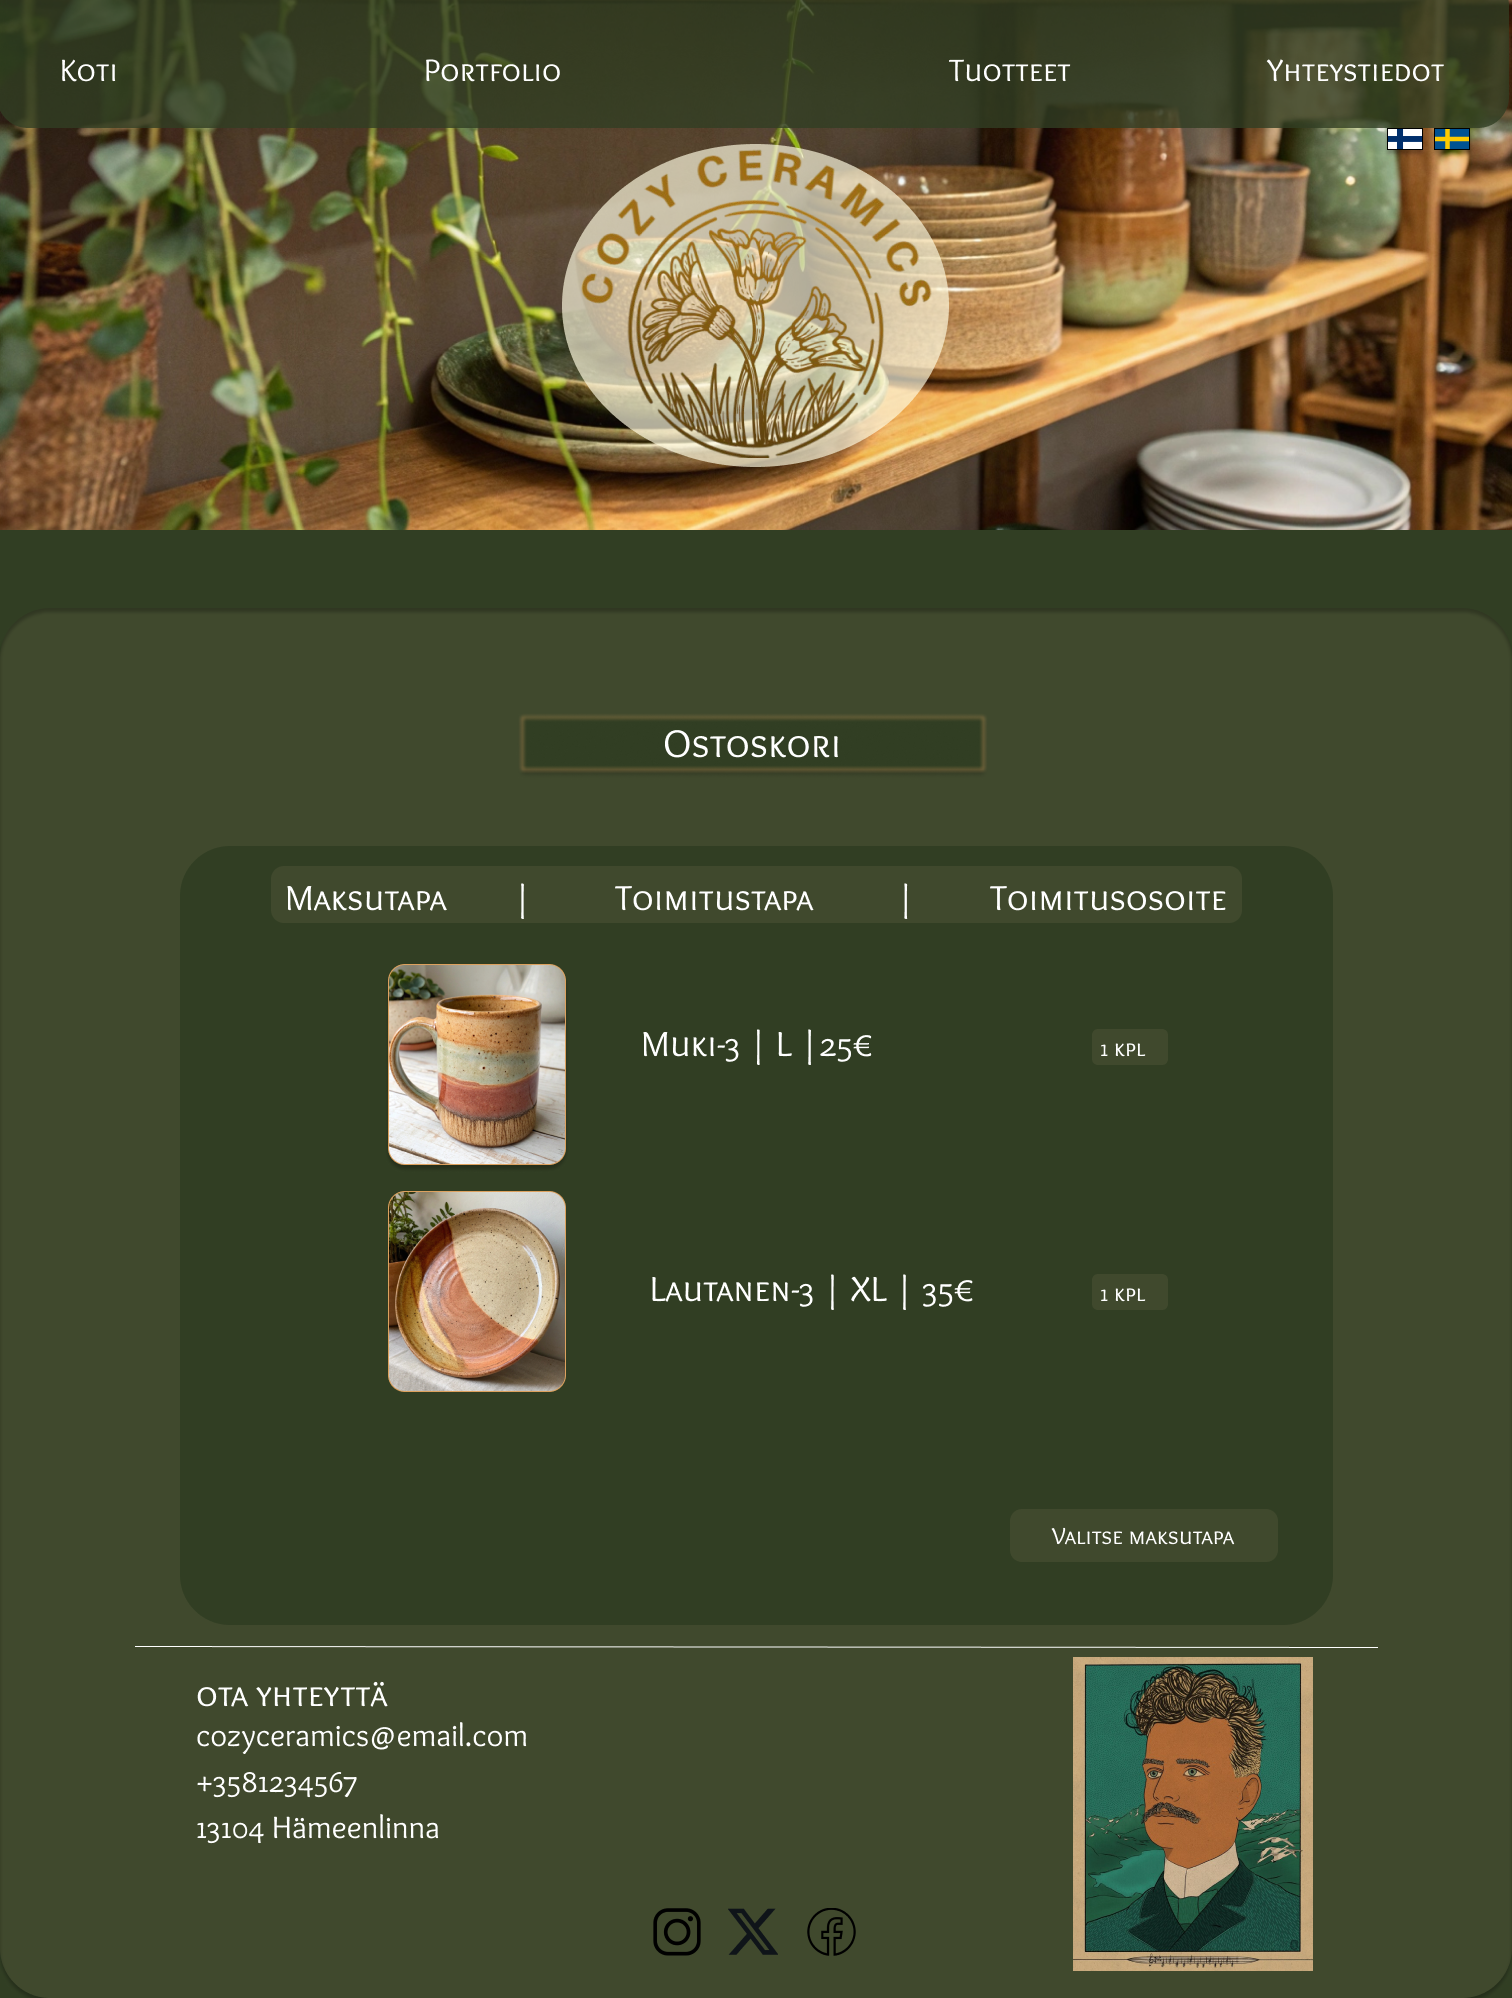 Koti Portfolio Tuotteet Yhteystiedot
COZY CERAMICS
Ostoskori
Maksutapa | Toimitustapa | Toimitusosoite
Muki-3 | L |25€
1 kpl
Lautanen-3 | XL | 35€
1 kpl
Valitse maksutapa
OTA YHTEYTTÄ
cozyceramics@email.com
+3581234567
13104 Hämeenlinna